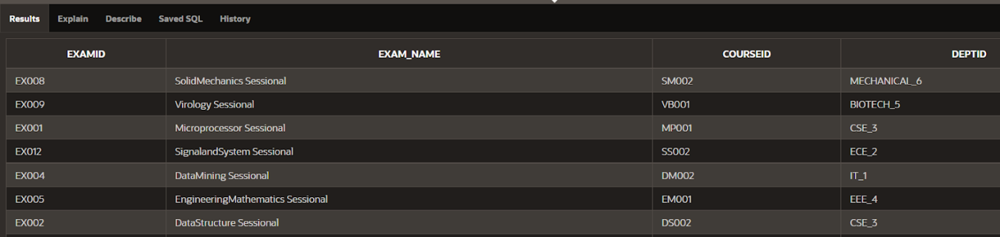 Results Explain Describe Saved SQL History
EXAMID EXAM_NAME COURSEID DEPTID
EX008 SolidMechanics Sessional SM002 MECHANICAL_6
EX009 Virology Sessional VB001 BIOTECH_5
EX001 Microprocessor Sessional MP001 CSE_3
EX012 SignalandSystem Sessional SS002 ECE_2
EX004 DataMining Sessional DM002 IT_1
EX005 EngineeringMathematics Sessional EM001 EEE_4
EX002 DataStructure Sessional DS002 CSE_3